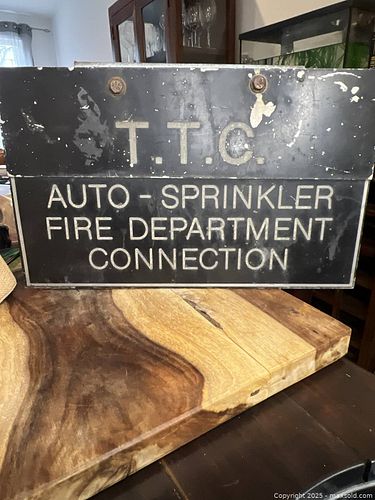 T.T.C.
AUTO - SPRINKLER
FIRE DEPARTMENT
CONNECTION
Copyright 2025 - maxsold.com